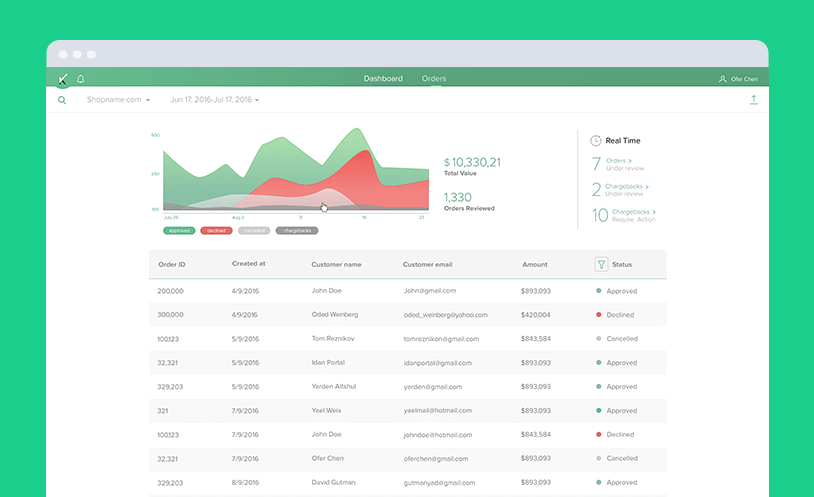 Dashboard
Orders
Ofer Chen
Shopname.com
Jun 17, 2016-Jul 17, 2016
250
100
July 26
Aug 2
9
16
23
approved
declined
cancelled
chargebacks
$ 10,330,21
Total Value
1,330
Orders Reviewed
Real Time
7 Orders >
Under review
2 Chargebacks >
Under review
10 Chargebacks >
Require Action
Order ID Created at Customer name Customer email Amount Status
200,000 4/9/2016 John Doe John@gmail.com $893,093 Approved
300,000 4/9/2016 Oded Weinberg oded_weinberg@yahoo.com $420,004 Declined
100,123 5/9/2016 Tom Reznikov tomreznikon@gmail.com $843,584 Cancelled
32,321 5/9/2016 Idan Portal idanportal@gmail.com $893,093 Approved
329,203 5/9/2016 Yarden Altshul yarden@gmail.com $893,093 Approved
321 7/9/2016 Yael Weis yaelmail@hotmail.com $893,093 Approved
100,123 7/9/2016 John Doe johndoe@hotmail.com $843,584 Declined
32,321 7/9/2016 Ofer Chen oferchen@gmail.com $893,093 Cancelled
329,203 8/9/2016 David Gutman gutmanyad@gmail.com $893,093 Approved